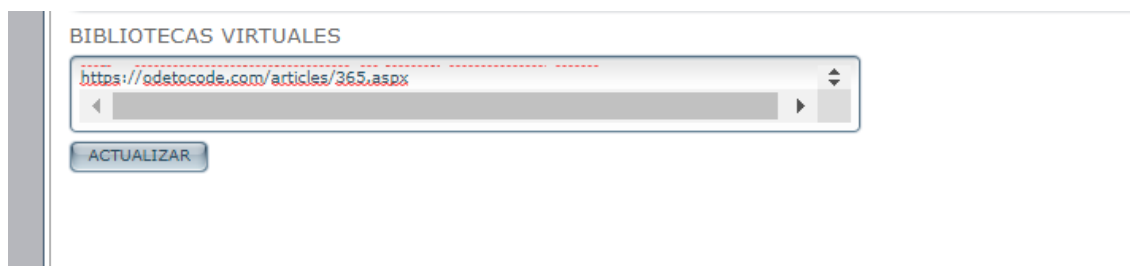 BIBLIOTECAS VIRTUALES
https://odetocode.com/articles/365.aspx
ACTUALIZAR